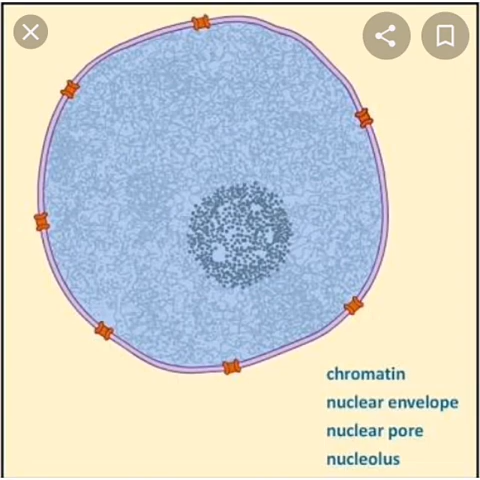 chromatin
nuclear envelope
nuclear pore
nucleolus